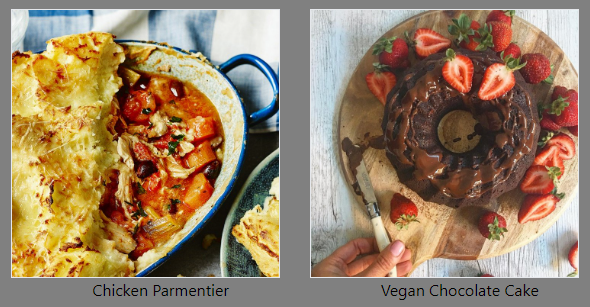 Chicken Parmentier
Vegan Chocolate Cake